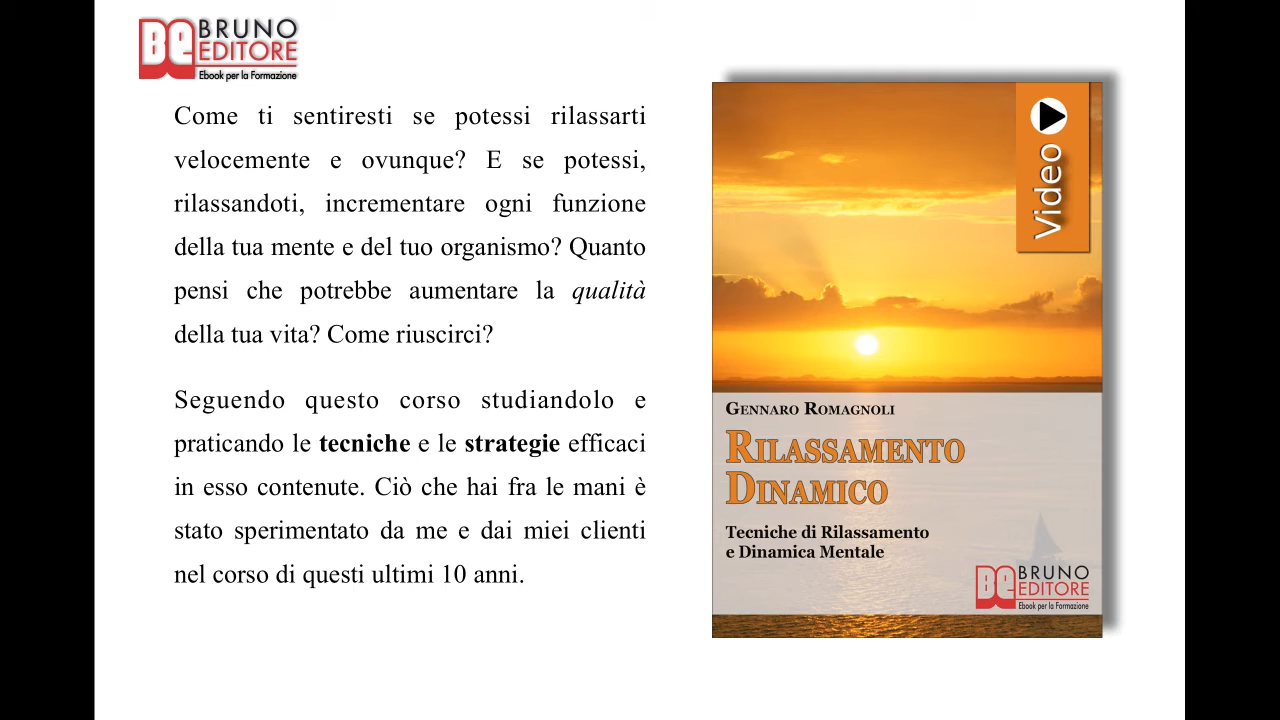 BRUNO
EDITORE
Ebook per la Formazione
Come ti sentiresti se potessi rilassarti
velocemente e ovunque? E se potessi,
rilassandoti, incrementare ogni funzione
della tua mente e del tuo organismo? Quanto
pensi che potrebbe aumentare la qualità
della tua vita? Come riuscirci?
Seguendo questo corso studiandolo e
praticando le tecniche e le strategie efficaci
in esso contenute. Ciò che hai fra le mani è
stato sperimentato da me e dai miei clienti
nel corso di questi ultimi 10 anni.
Video
GENNARO ROMAGNOLI
RILASSAMENTO
DINAMICO
Tecniche di Rilassamento
e Dinamica Mentale
BRUNO
EDITORE
Ebook per la Formazione